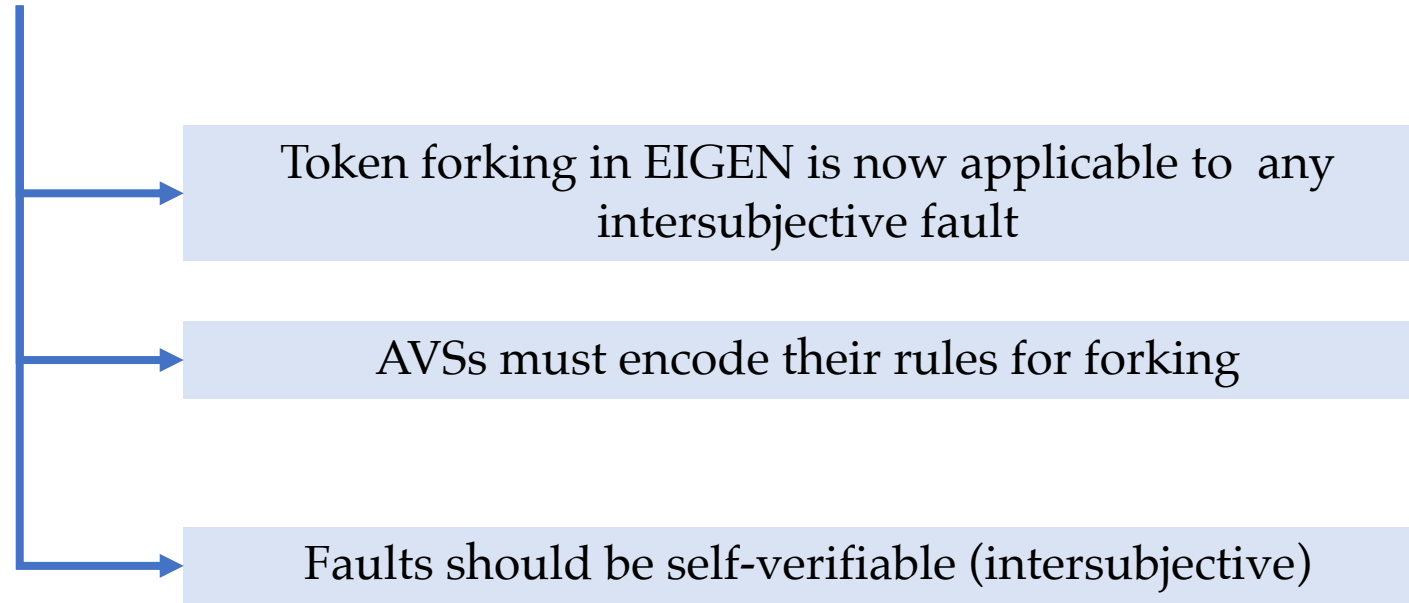 Token forking in EIGEN is now applicable to  any
intersubjective fault
AVSs must encode their rules for forking
Faults should be self-verifiable (intersubjective)